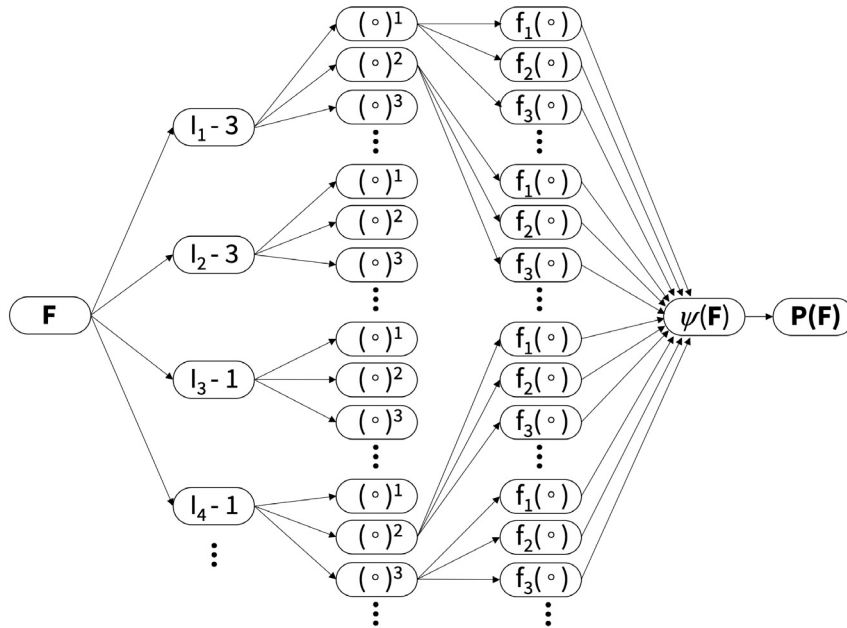 ( ∘ )¹ f₁( ∘ )
( ∘ )² f₂( ∘ )
I₁ - 3 ( ∘ )³ f₃( ∘ )
( ∘ )¹ f₁( ∘ )
I₂ - 3 ( ∘ )² f₂( ∘ )
( ∘ )³ f₃( ∘ )
F ψ(F) P(F)
( ∘ )¹ f₁( ∘ )
I₃ - 1 ( ∘ )² f₂( ∘ )
( ∘ )³ f₃( ∘ )
I₄ - 1 ( ∘ )¹ f₁( ∘ )
( ∘ )² f₂( ∘ )
( ∘ )³ f₃( ∘ )